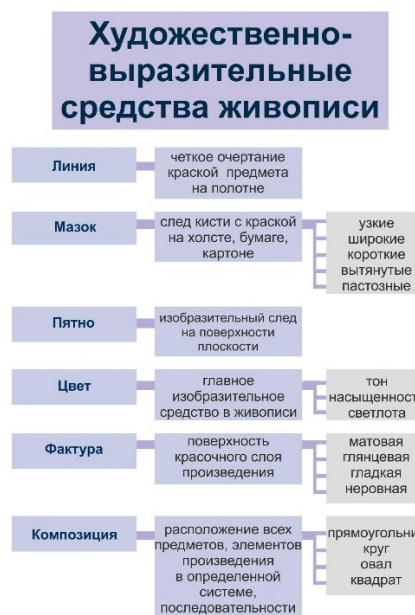 Художественно-
выразительные
средства живописи
Линия
четкое очертание
краской предмета
на полотне
Мазок
след кисти с краской
на холсте, бумаге,
картоне
узкие
широкие
короткие
вытянутые
пастозные
Пятно
изобразительный след
на поверхности
плоскости
Цвет
главное
изобразительное
средство в живописи
тон
насыщенност
светлота
Фактура
поверхность
красочного слоя
произведения
матовая
глянцевая
гладкая
неровная
Композиция
расположение всех
предметов, элементов
произведения
в определенной
системе,
последовательности
прямоугольни
круг
овал
квадрат